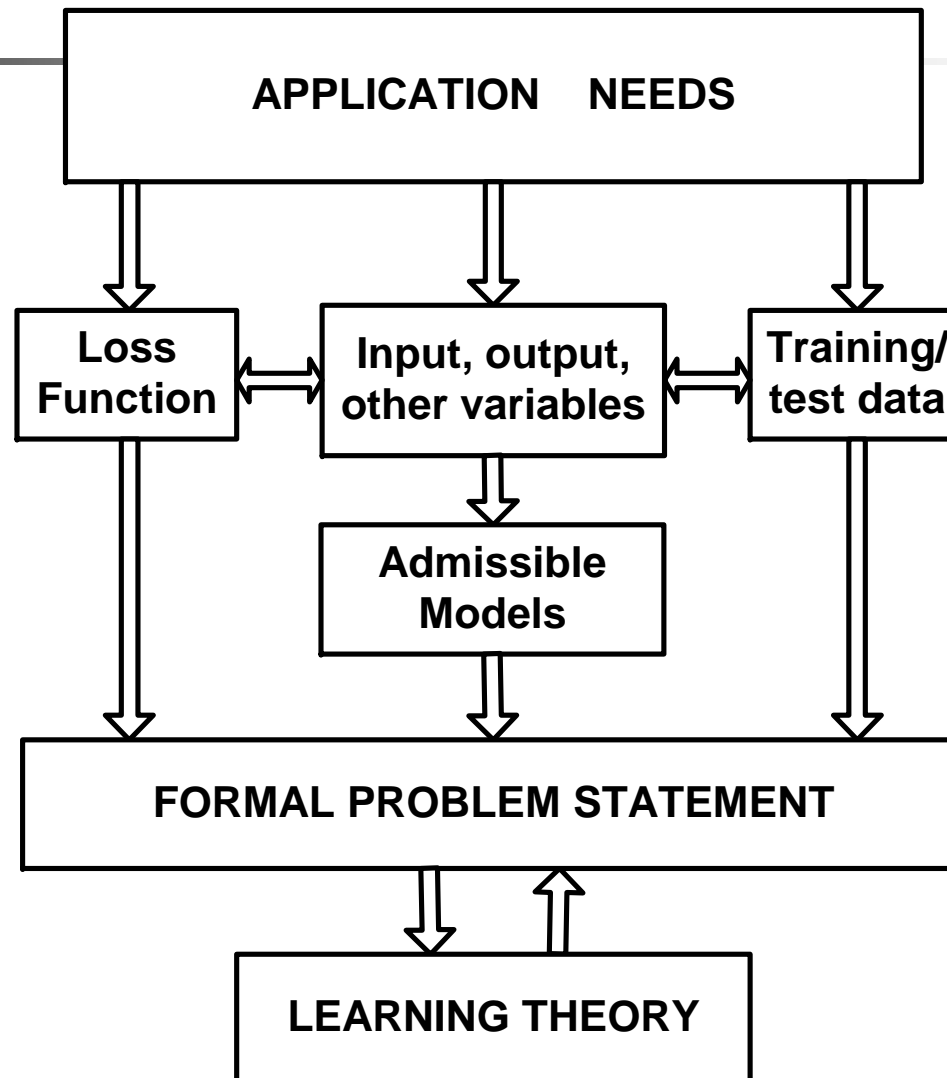 APPLICATION NEEDS
Loss
Function
Input, output,
other variables
Training/
test data
Admissible
Models
FORMAL PROBLEM STATEMENT
LEARNING THEORY